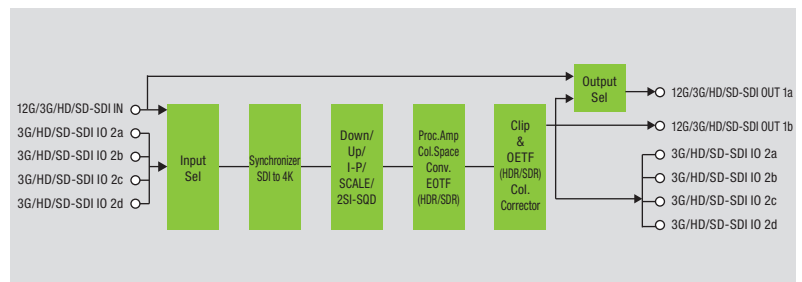 12G/3G/HD/SD-SDI IN
3G/HD/SD-SDI IO 2a
3G/HD/SD-SDI IO 2b
3G/HD/SD-SDI IO 2c
3G/HD/SD-SDI IO 2d
Input
Sel
Synchronizer
SDI to 4K
Down/
Up/
I-P/
SCALE/
2SI-SQD
Proc.Amp
Col.Space
Conv.
EOTF
(HDR/SDR)
Clip
&
OETF
(HDR/SDR)
Col.
Corrector
Output
Sel
12G/3G/HD/SD-SDI OUT 1a
12G/3G/HD/SD-SDI OUT 1b
3G/HD/SD-SDI IO 2a
3G/HD/SD-SDI IO 2b
3G/HD/SD-SDI IO 2c
3G/HD/SD-SDI IO 2d